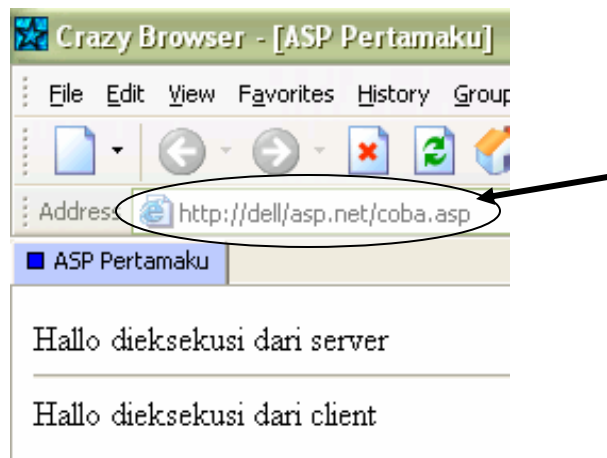 Crazy Browser - [ASP Pertamaku]
File Edit View Favorites History Group
Address http://dell/asp.net/coba.asp
ASP Pertamaku
Hallo dieksekusi dari server
Hallo dieksekusi dari client